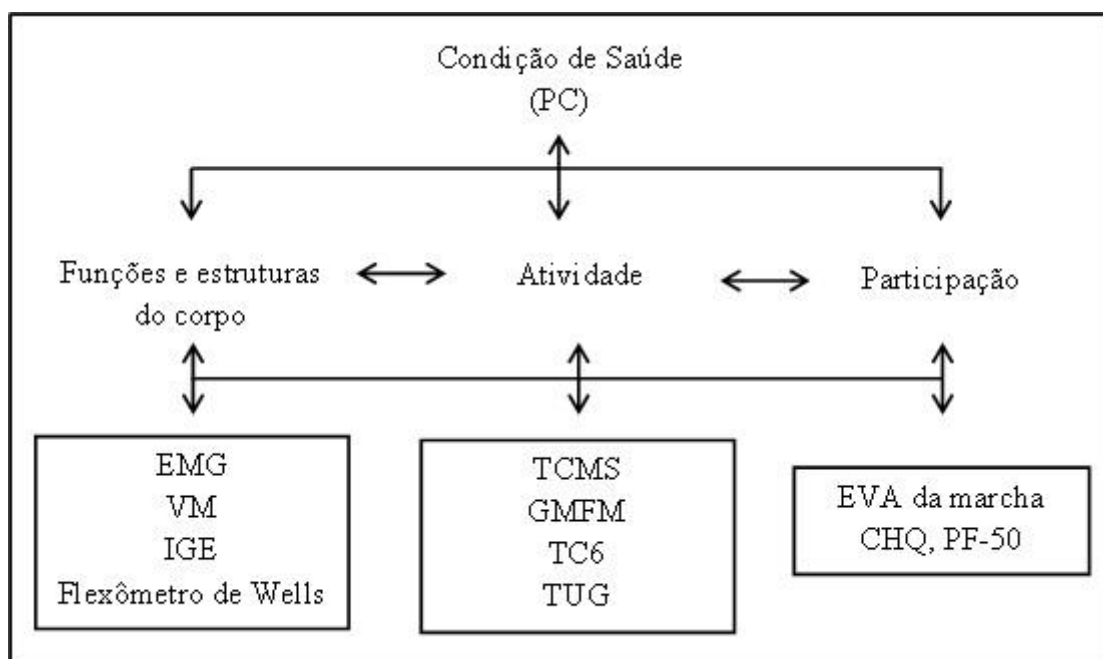 Condição de Saúde
(PC)
Funções e estruturas
do corpo
Atividade
Participação
EMG
VM
IGE
Flexômetro de Wells
TCMS
GMFM
TC6
TUG
EVA da marcha
CHQ, PF-50